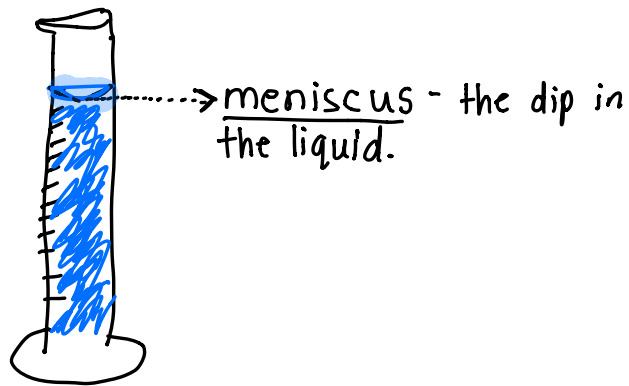 meniscus - the dip in
the liquid.